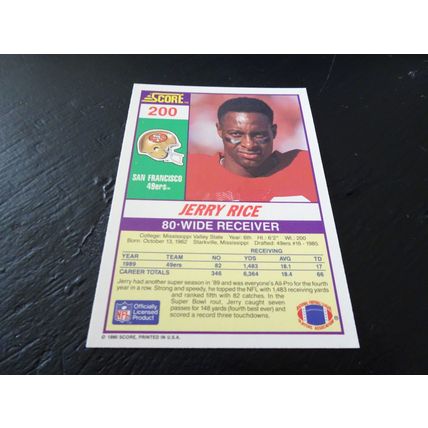 SCORE
200
SAN FRANCISCO
49ers
JERRY RICE
80•WIDE RECEIVER
College: Mississippi Valley State Year: 6th Ht.: 6'2" Wt.: 200
Born: October 13, 1962 Starkville, Mississippi Drafted: 49ers #1B - 1985
RECEIVING
YEAR TEAM NO YDS AVG TD
1989 49ers 82 1,483 18.1 17
CAREER TOTALS 346 6,364 18.4 66
Jerry had another super season in '89 and was everyone's All-Pro for the fourth
year in a row. Strong and speedy, he topped the NFL with 1,483 receiving yards
and ranked fifth with 82 catches. In the
Super Bowl rout, Jerry caught seven
passes for 148 yards (fourth best ever) and
scored a record three touchdowns.
NFL
Officially
Licensed
Product
© 1990 SCORE, PRINTED IN U.S.A.